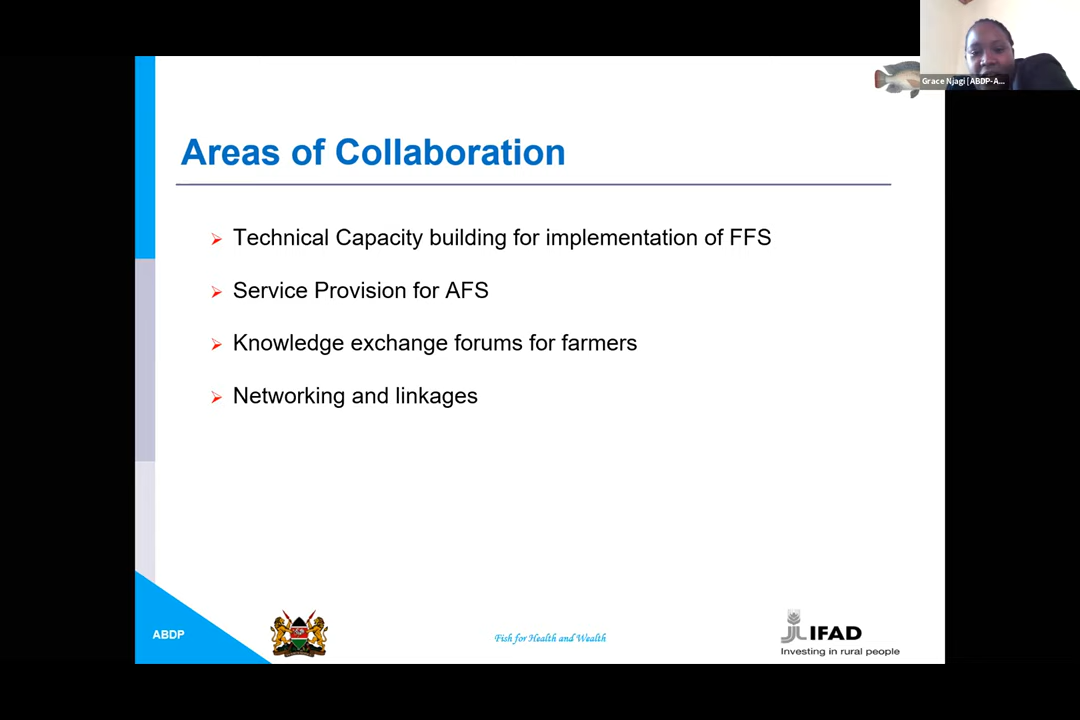 Grace Njagi [ABDP-A...
Areas of Collaboration
Technical Capacity building for implementation of FFS
Service Provision for AFS
Knowledge exchange forums for farmers
Networking and linkages
ABDP
Fish for Health and Wealth
IFAD
Investing in rural people